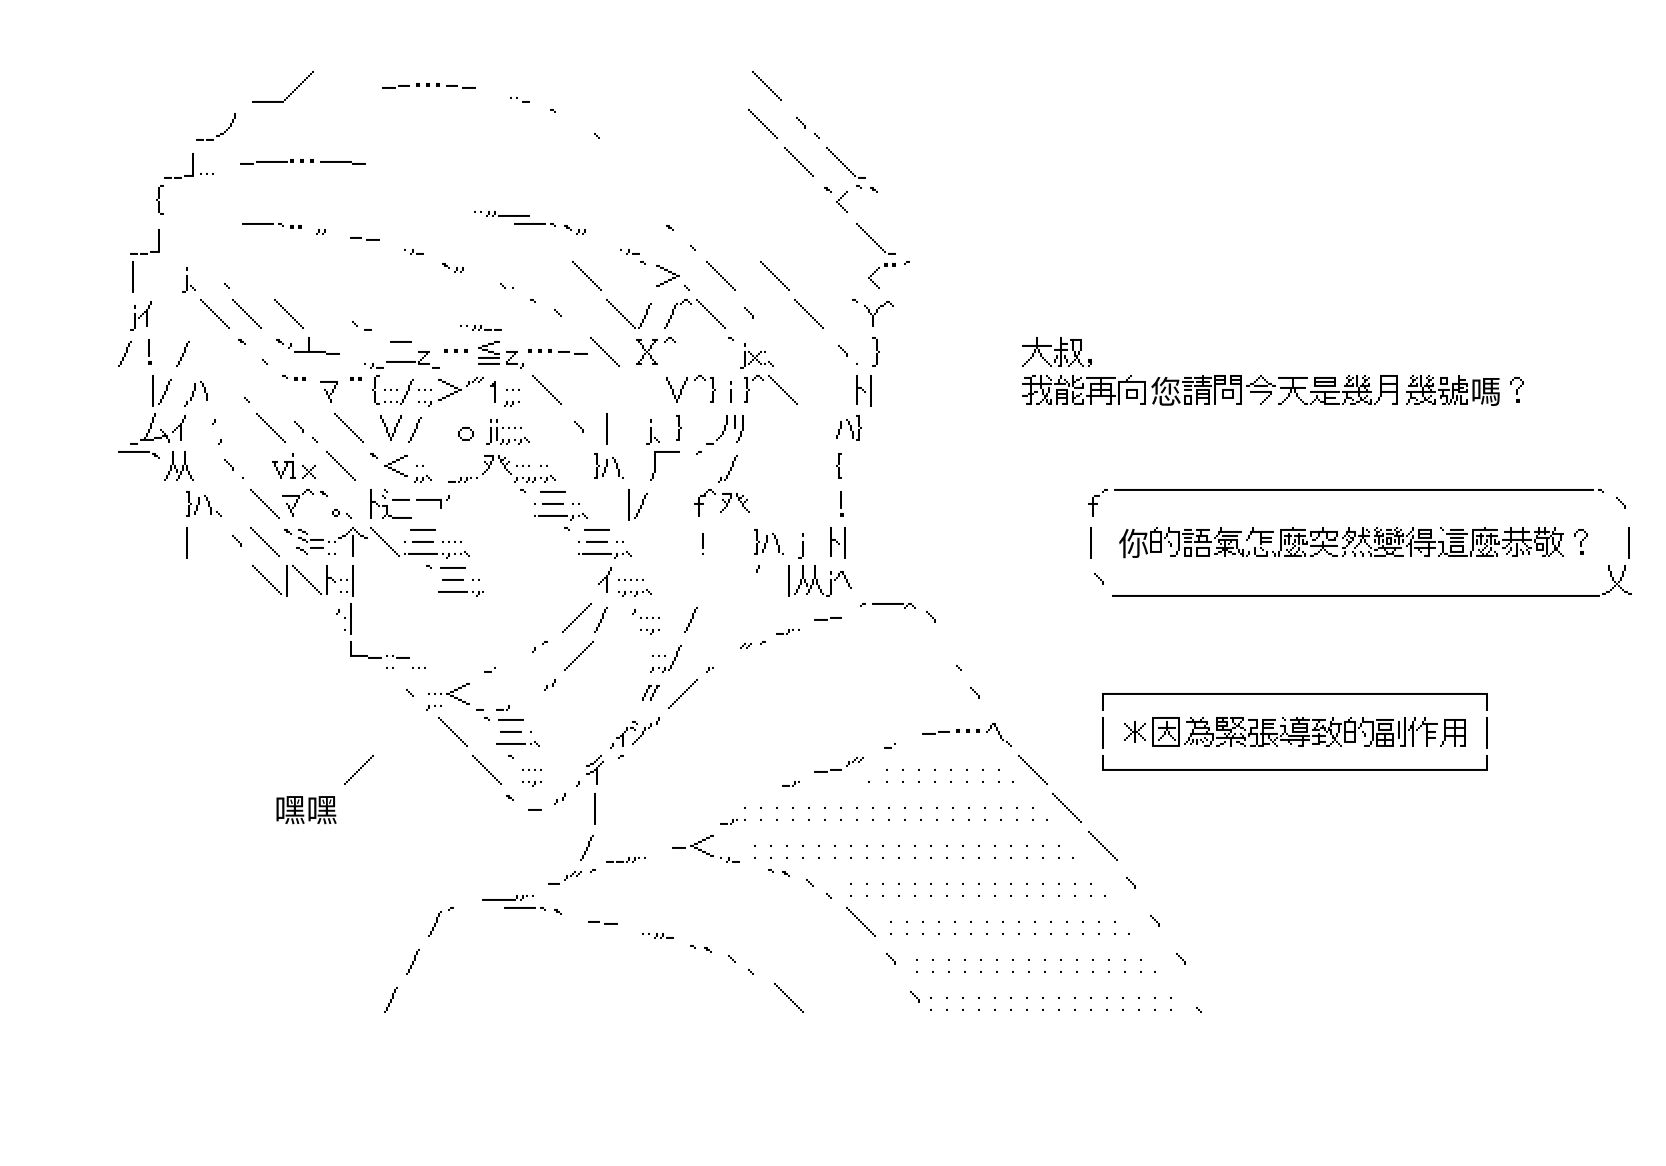 大叔,
我能再向您請問今天是幾月幾號嗎？
你的語氣怎麼突然變得這麼恭敬？
＊因為緊張導致的副作用
嘿嘿